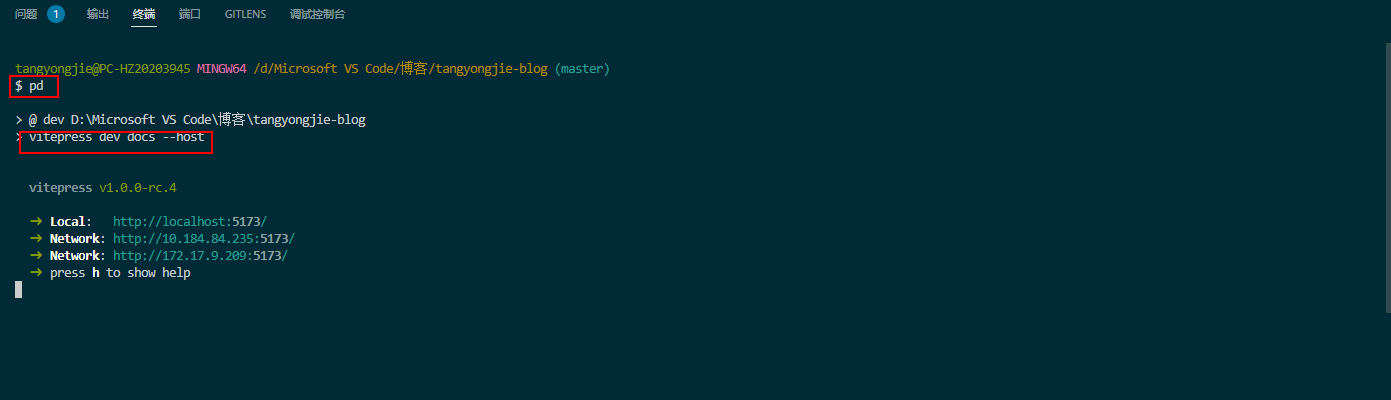 问题 1 输出 终端 端口 GITLENS 调试控制台
tangyongjie@PC-HZ20203945 MINGW64 /d/Microsoft VS Code/博客/tangyongjie-blog (master)
$ pd
> @ dev D:\Microsoft VS Code\博客\tangyongjie-blog
> vitepress dev docs --host
vitepress v1.0.0-rc.4
➜ Local: http://localhost:5173/
➜ Network: http://10.184.84.235:5173/
➜ Network: http://172.17.9.209:5173/
➜ press h to show help